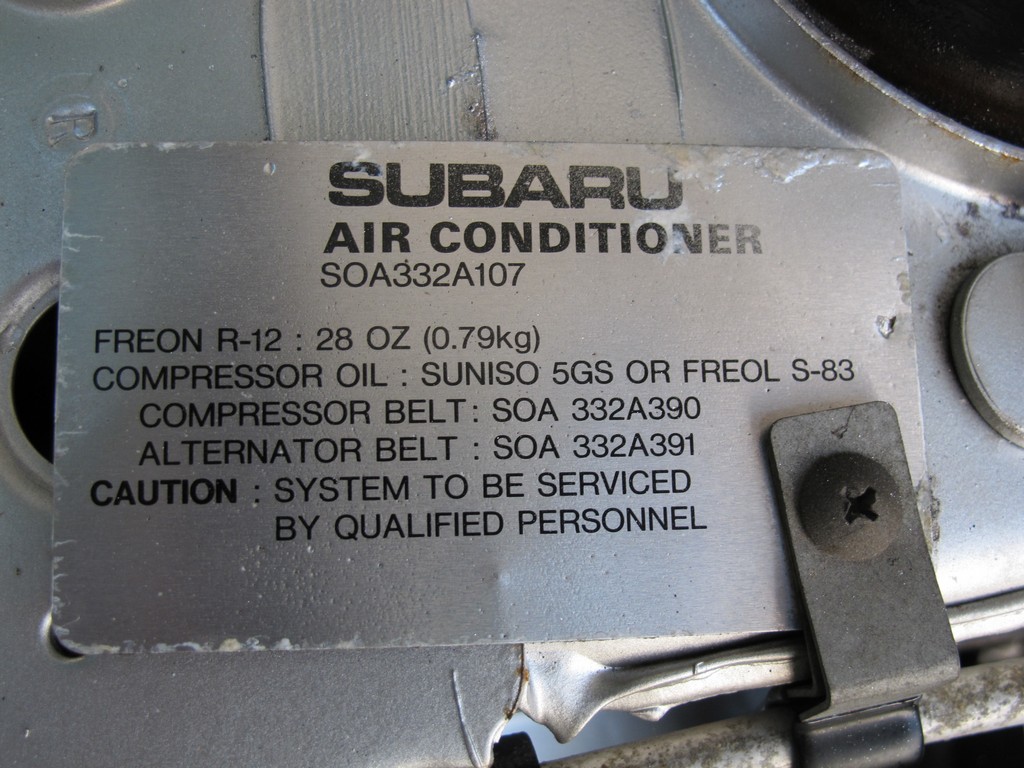 R
SUBARU
AIR CONDITIONER
SOA332A107
FREON R-12 : 28 OZ (0.79kg)
COMPRESSOR OIL : SUNISO 5GS OR FREOL S-83
COMPRESSOR BELT : SOA 332A390
ALTERNATOR BELT : SOA 332A391
CAUTION : SYSTEM TO BE SERVICED
BY QUALIFIED PERSONNEL